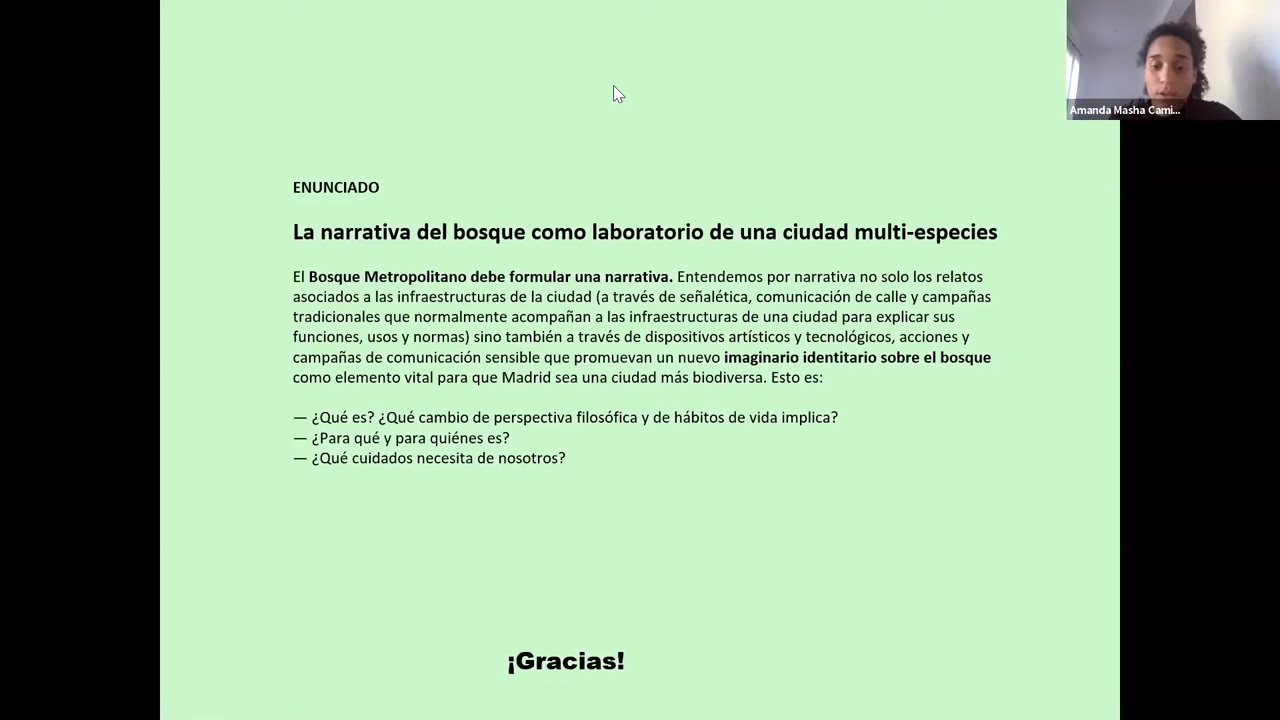 Amanda Masha Cami...
ENUNCIADO
La narrativa del bosque como laboratorio de una ciudad multi-especies
El Bosque Metropolitano debe formular una narrativa. Entendemos por narrativa no solo los relatos
asociados a las infraestructuras de la ciudad (a través de señalética, comunicación de calle y campañas
tradicionales que normalmente acompañan a las infraestructuras de una ciudad para explicar sus
funciones, usos y normas) sino también a través de dispositivos artísticos y tecnológicos, acciones y
campañas de comunicación sensible que promuevan un nuevo imaginario identitario sobre el bosque
como elemento vital para que Madrid sea una ciudad más biodiversa. Esto es:
— ¿Qué es? ¿Qué cambio de perspectiva filosófica y de hábitos de vida implica?
— ¿Para qué y para quiénes es?
— ¿Qué cuidados necesita de nosotros?
¡Gracias!